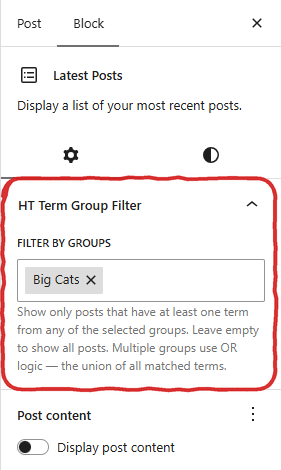 Post Block
Latest Posts
Display a list of your most recent posts.
HT Term Group Filter
FILTER BY GROUPS
Big Cats
Show only posts that have at least one term
from any of the selected groups. Leave empty
to show all posts. Multiple groups use OR
logic — the union of all matched terms.
Post content
Display post content